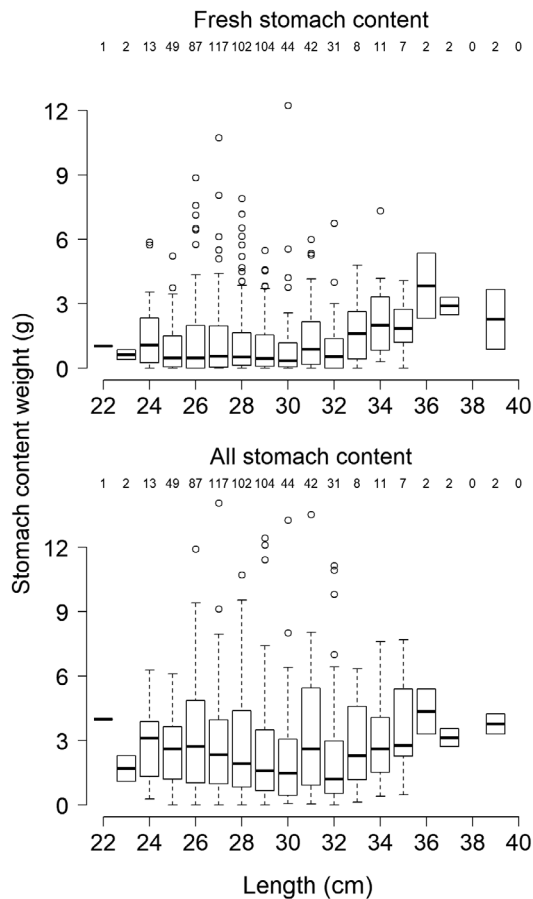 Fresh stomach content
1 2 13 49 87 117 102 104 44 42 31 8 11 7 2 2 0 2 0
12
9
6
3
0
22 24 26 28 30 32 34 36 38 40
Stomach content weight (g)
All stomach content
1 2 13 49 87 117 102 104 44 42 31 8 11 7 2 2 0 2 0
12
9
6
3
0
22 24 26 28 30 32 34 36 38 40
Length (cm)